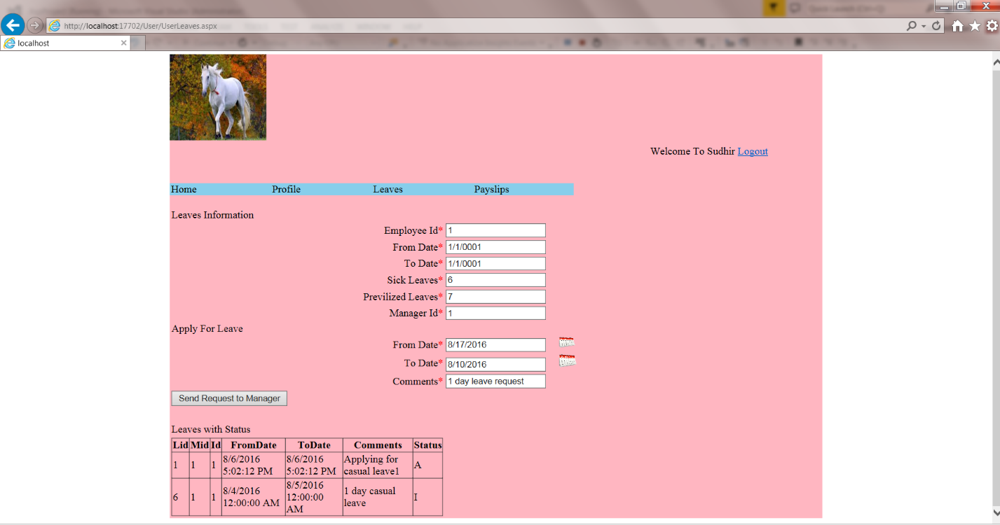 http://localhost:17702/User/UserLeaves.aspx
localhost
Welcome To Sudhir Logout
Home Profile Leaves Payslips
Leaves Information
Employee Id* 1
From Date* 1/1/0001
To Date* 1/1/0001
Sick Leaves* 6
Previlized Leaves* 7
Manager Id* 1
Apply For Leave
From Date* 8/17/2016
To Date* 8/10/2016
Comments* 1 day leave request
Send Request to Manager
Leaves with Status
Lid Mid Id FromDate ToDate Comments Status
1 1 1 8/6/2016 5:02:12 PM 8/6/2016 5:02:12 PM Applying for casual leave1 A
6 1 1 8/4/2016 12:00:00 AM 8/5/2016 12:00:00 AM 1 day casual leave I